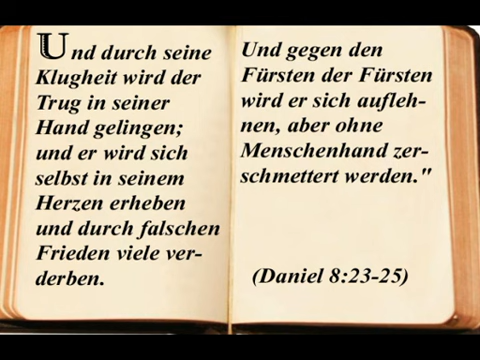 Und durch seine
Klugheit wird der
Trug in seiner
Hand gelingen;
und er wird sich
selbst in seinem
Herzen erheben
und durch falschen
Frieden viele ver-
derben.
Und gegen den
Fürsten der Fürsten
wird er sich aufleh-
nen, aber ohne
Menschenhand zer-
schmettert werden."
(Daniel 8:23-25)